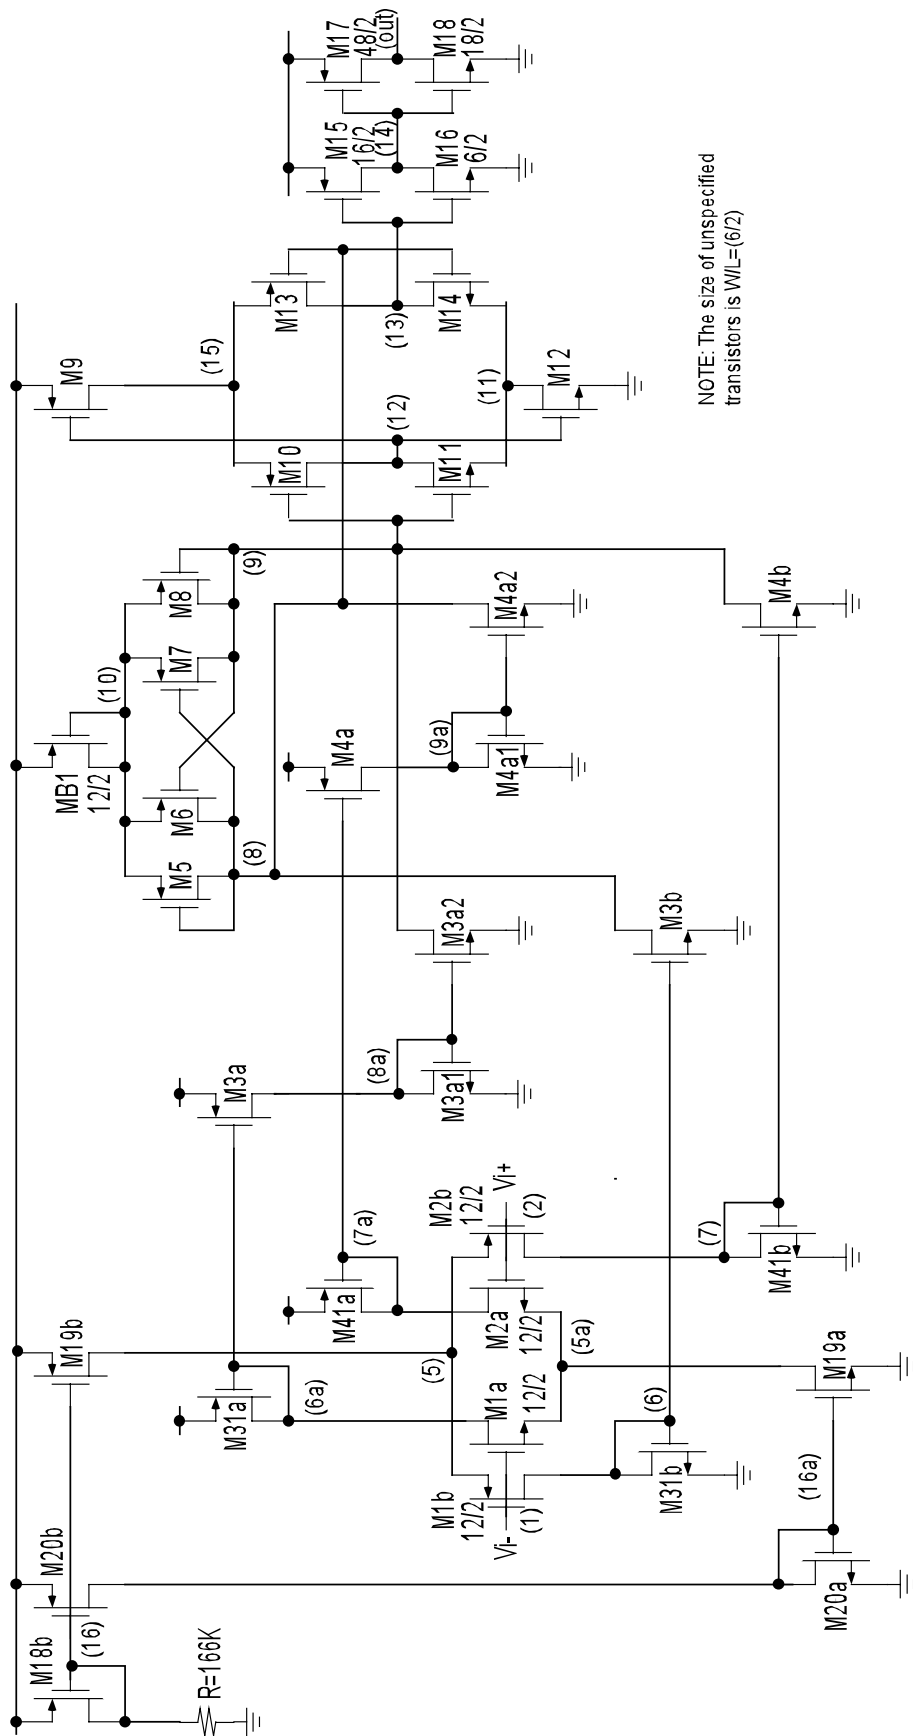 M18b
(16)
M20b
R=166K
M20a
(16a)
M19b
M19a
M31a
(6a)
M1b
12/2
Vi-
(1)
M1a
12/2
M31b
(6)
(5)
(5a)
M41a
(7a)
M2a
12/2
M2b
12/2
Vi+
(2)
M41b
(7)
M3a
(8a)
M3a1
M3a2
M3b
MB1
12/2
(10)
M5
M6
M7
M8
(8)
(9)
M4a
(9a)
M4a1
M4a2
M4b
M9
(15)
M10
M11
(12)
(11)
M12
M13
M14
(13)
M15
16/2
(14)
M16
6/2
M17
48/2
(out)
M18
18/2
NOTE: The size of unspecified
transistors is W/L=(6/2)